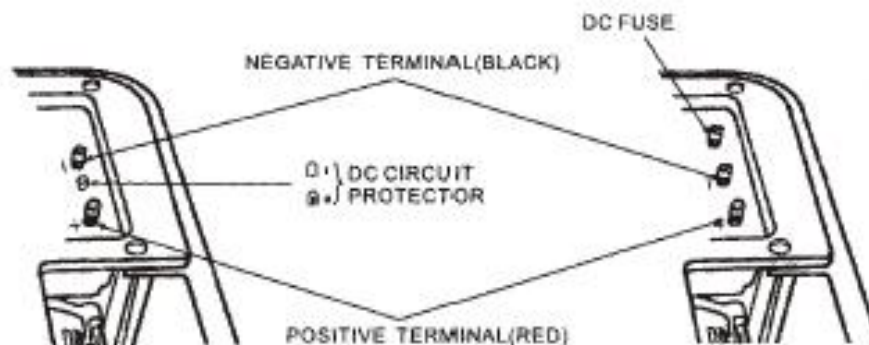 DC FUSE
NEGATIVE TERMINAL(BLACK)
DC CIRCUIT
PROTECTOR
POSITIVE TERMINAL(RED)